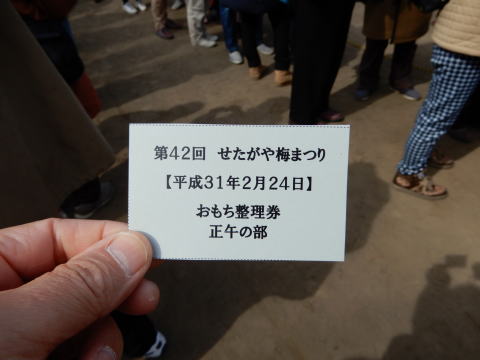 第42回 せたがや梅まつり
【平成31年2月24日】
おもち整理券
正午の部